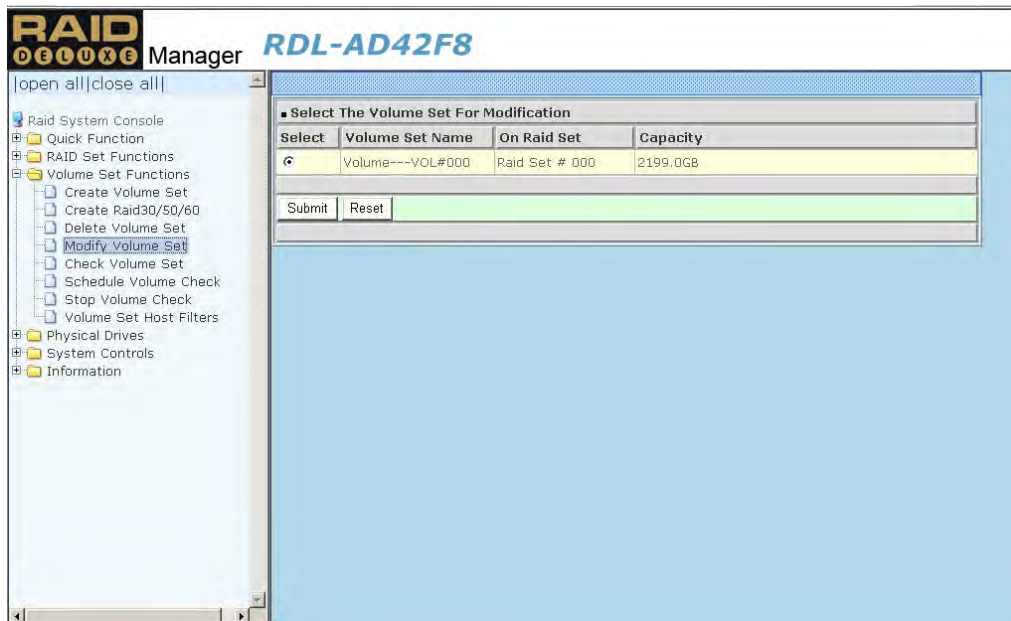 RAID
DELUXE Manager RDL-AD42F8
|open all|close all|
Raid System Console
Quick Function
RAID Set Functions
Volume Set Functions
Create Volume Set
Create Raid30/50/60
Delete Volume Set
Modify Volume Set
Check Volume Set
Schedule Volume Check
Stop Volume Check
Volume Set Host Filters
Physical Drives
System Controls
Information
Select The Volume Set For Modification
Select Volume Set Name On Raid Set Capacity
Volume---VOL#000 Raid Set # 000 2199.0GB
Submit Reset